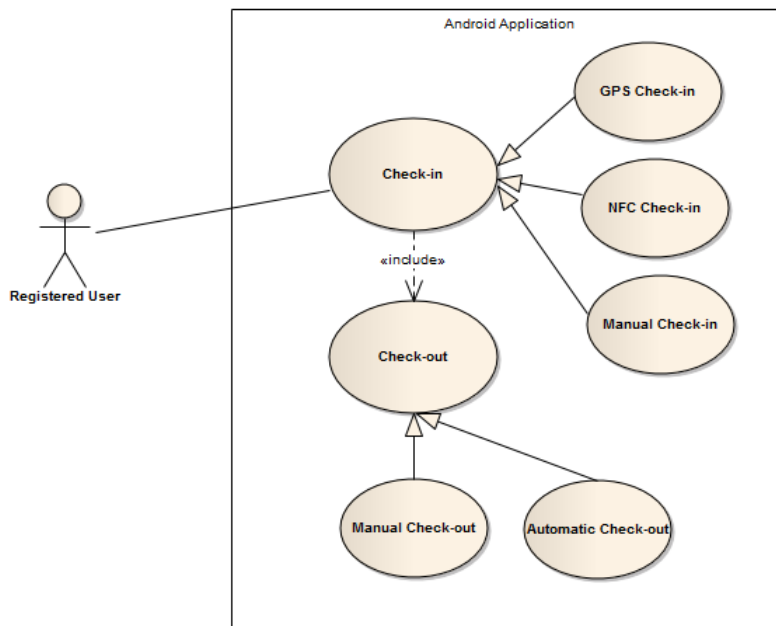 Android Application
GPS Check-in
Check-in
NFC Check-in
«include»
Registered User
Manual Check-in
Check-out
Manual Check-out
Automatic Check-out